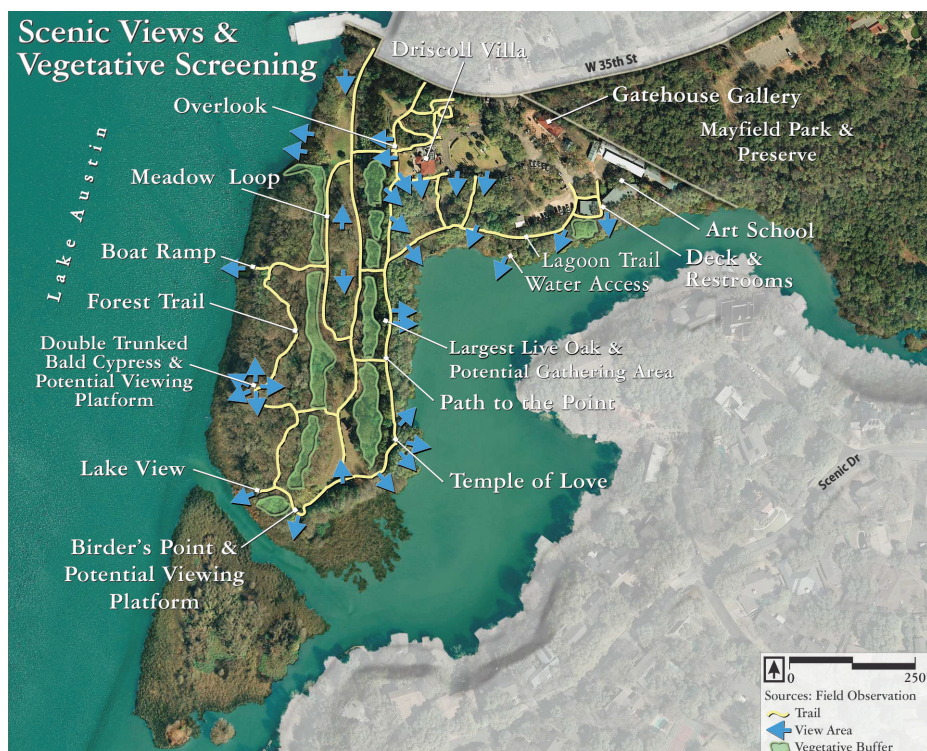 Scenic Views &
Vegetative Screening
Driscoll Villa
W 35th St
Overlook
Gatehouse Gallery
Mayfield Park &
Preserve
Lake Austin
Meadow Loop
Art School
Boat Ramp
Lagoon Trail
Deck &
Restrooms
Water Access
Forest Trail
Double Trunked
Bald Cypress &
Potential Viewing
Platform
Largest Live Oak &
Potential Gathering Area
Path to the Point
Lake View
Temple of Love
Scenic Dr
Birder's Point &
Potential Viewing
Platform
0 250
Sources: Field Observation
Trail
View Area
Vegetative Buffer